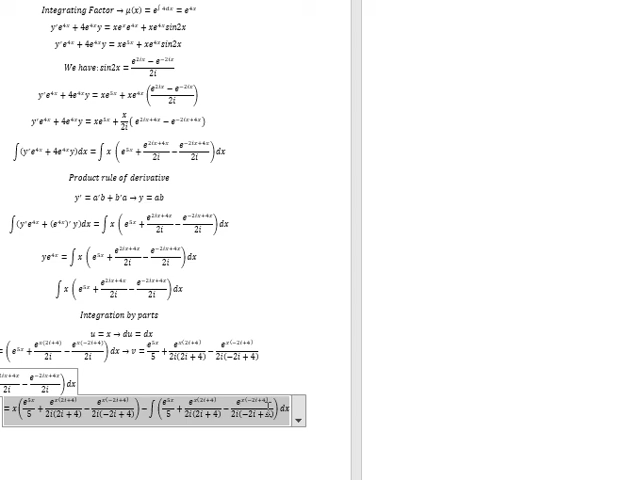 Integrating Factor → μ(x) = e^∫ 4dx = e^4x
y′e^4x + 4e^4x y = xe^x e^4x + xe^4x sin2x
y′e^4x + 4e^4x y = xe^5x + xe^4x sin2x
We have: sin2x = (e^2ix − e^−2ix)/2i
y′e^4x + 4e^4x y = xe^5x + xe^4x ((e^2ix − e^−2ix)/2i)
y′e^4x + 4e^4x y = xe^5x + x/2i ( e^2ix+4x − e^−2ix+4x)
∫(y′e^4x + 4e^4x y)dx = ∫ x ( e^5x + e^2ix+4x/2i − e^−2ix+4x/2i ) dx
Product rule of derivative
y′ = a′b + b′a → y = ab
∫(y′e^4x + (e^4x)′ y)dx = ∫ x ( e^5x + e^2ix+4x/2i − e^−2ix+4x/2i ) dx
ye^4x = ∫ x ( e^5x + e^2ix+4x/2i − e^−2ix+4x/2i ) dx
∫ x ( e^5x + e^2ix+4x/2i − e^−2ix+4x/2i ) dx
Integration by parts
u = x → du = dx
= ( e^5x + e^x(2i+4)/2i − e^x(−2i+4)/2i ) dx → v = e^5x/5 + e^x(2i+4)/2i(2i + 4) − e^x(−2i+4)/2i(−2i + 4)
2i − e^−2ix+4x/2i ) dx
= x ( e^5x/5 + e^x(2i+4)/2i(2i + 4) − e^x(−2i+4)/2i(−2i + 4) ) − ∫ ( e^5x/5 + e^x(2i+4)/2i(2i + 4) − e^x(−2i+4)/2i(−2i + 4) ) dx